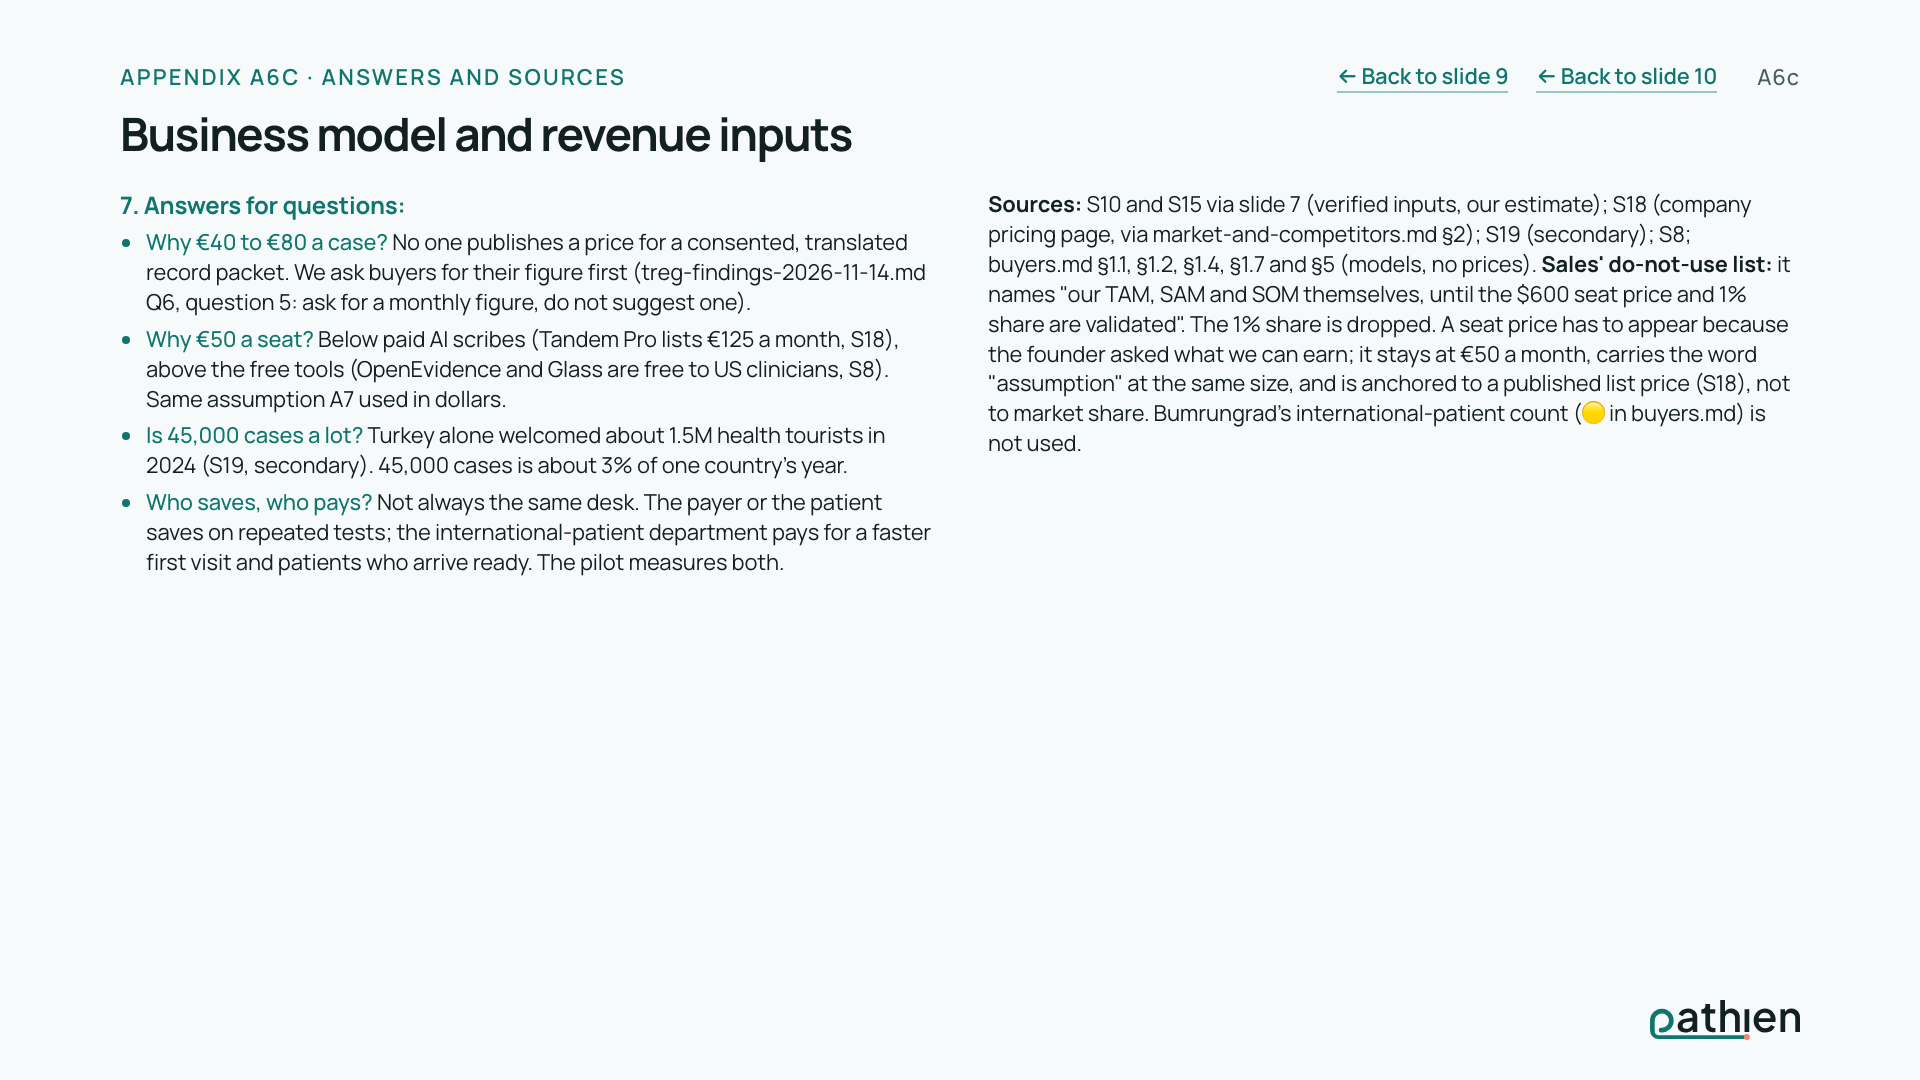 APPENDIX A6C · ANSWERS AND SOURCES
← Back to slide 9
← Back to slide 10
A6c
Business model and revenue inputs
7. Answers for questions:
• Why €40 to €80 a case? No one publishes a price for a consented, translated
record packet. We ask buyers for their figure first (treg-findings-2026-11-14.md
Q6, question 5: ask for a monthly figure, do not suggest one).
• Why €50 a seat? Below paid AI scribes (Tandem Pro lists €125 a month, S18),
above the free tools (OpenEvidence and Glass are free to US clinicians, S8).
Same assumption A7 used in dollars.
• Is 45,000 cases a lot? Turkey alone welcomed about 1.5M health tourists in
2024 (S19, secondary). 45,000 cases is about 3% of one country's year.
• Who saves, who pays? Not always the same desk. The payer or the patient
saves on repeated tests; the international-patient department pays for a faster
first visit and patients who arrive ready. The pilot measures both.
Sources: S10 and S15 via slide 7 (verified inputs, our estimate); S18 (company
pricing page, via market-and-competitors.md §2); S19 (secondary); S8;
buyers.md §1.1, §1.2, §1.4, §1.7 and §5 (models, no prices). Sales' do-not-use list: it
names "our TAM, SAM and SOM themselves, until the $600 seat price and 1%
share are validated". The 1% share is dropped. A seat price has to appear because
the founder asked what we can earn; it stays at €50 a month, carries the word
"assumption" at the same size, and is anchored to a published list price (S18), not
to market share. Bumrungrad's international-patient count (🟡 in buyers.md) is
not used.
pathien